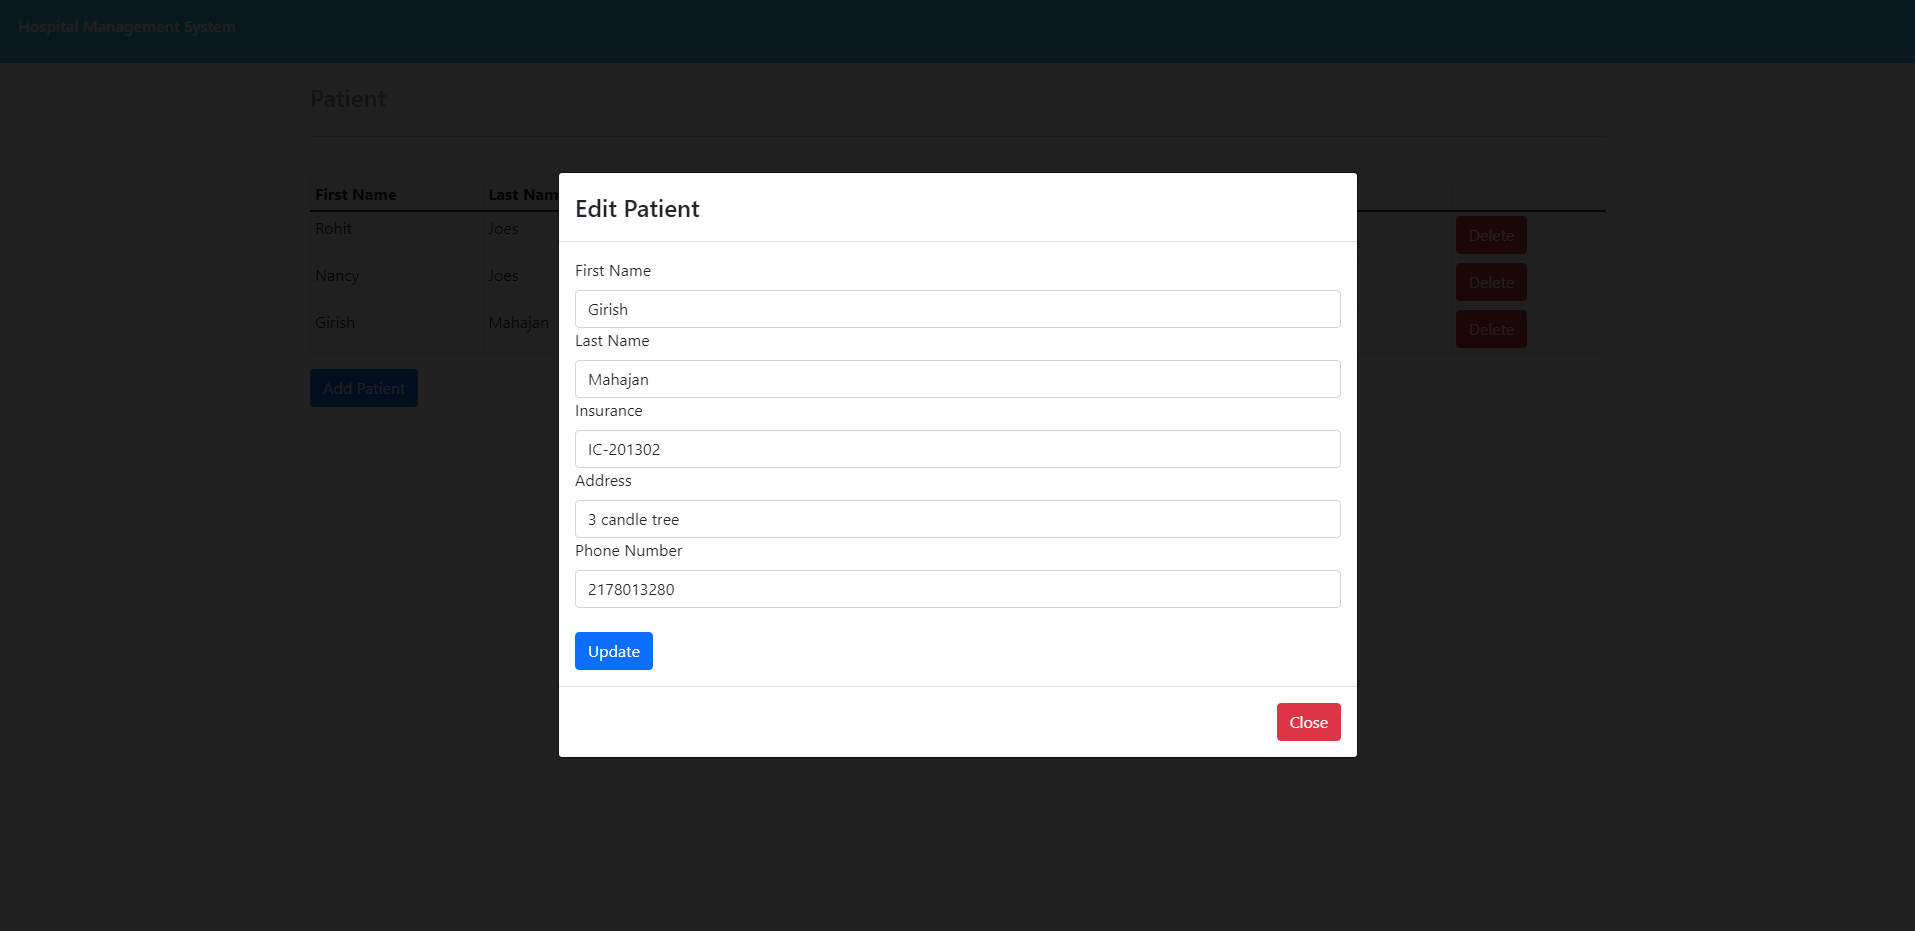 Hospital Management System
Patient
First Name Last Nam
Rohit Joes Delete
Nancy Joes Delete
Girish Mahajan Delete
Add Patient
Edit Patient
First Name
Girish
Last Name
Mahajan
Insurance
IC-201302
Address
3 candle tree
Phone Number
2178013280
Update
Close